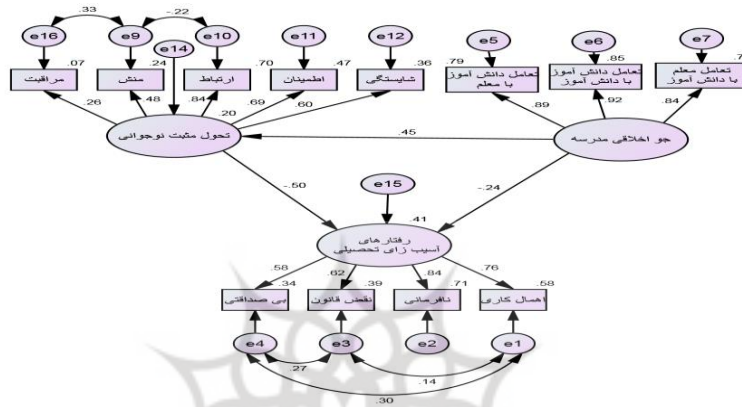 .33
-.22
e16
e9
e10
e14
e11
e12
e5
e6
e7
.07
.24
.70
.47
.36
.79
.85
مراقبت
منش
ارتباط
اطمینان
شایستگی
تعامل دانش آموز
با معلم
تعامل دانش آموز
با دانش آموز
تعامل معلم
با دانش آموز
.26
.48
.84
.69
.60
.20
.89
.92
.84
تحول مثبت نوجوانی
.45
جو اخلاقی مدرسه
-.50
e15
-.24
.41
رفتارهای
آسیب زای تحصیلی
.58
.62
.84
.76
.34
.39
.71
.58
بی صداقتی
نقض قانون
نافرمانی
اهمال کاری
e4
e3
e2
e1
.27
.14
.30